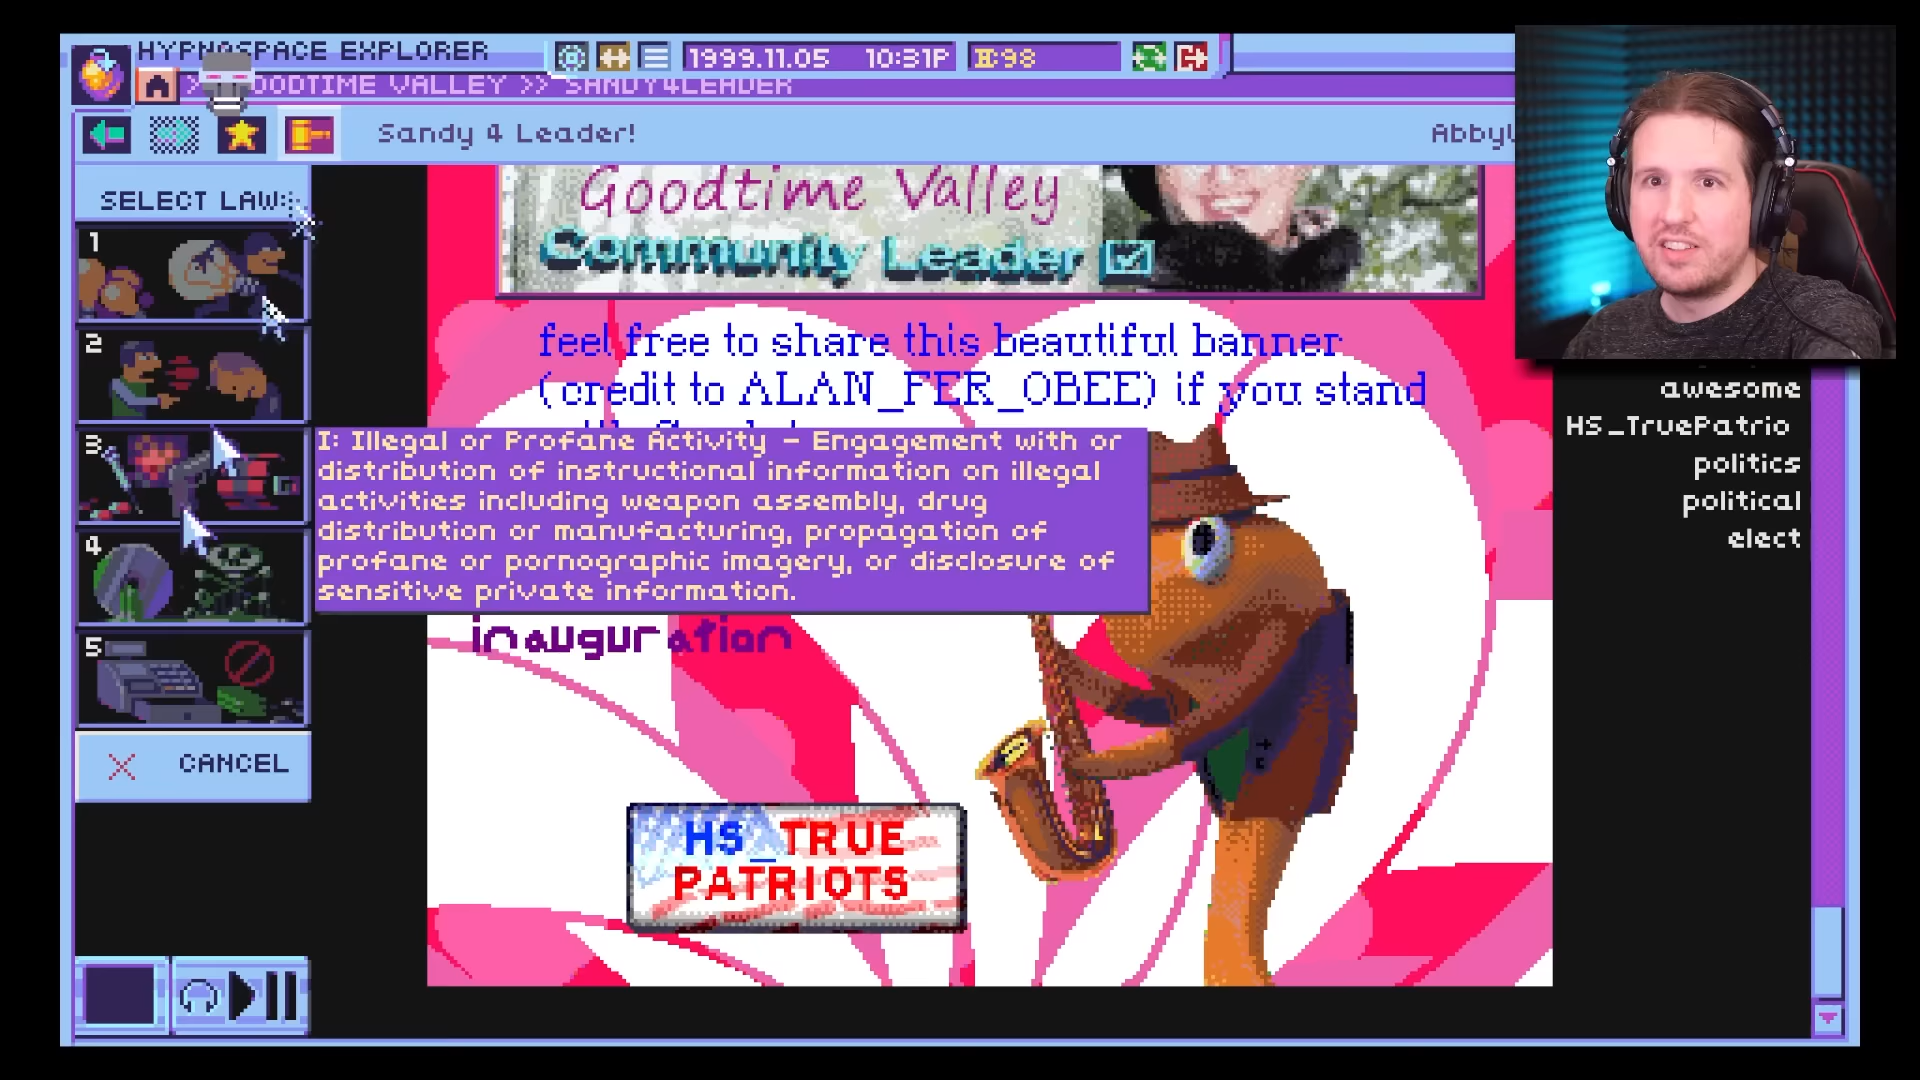 HYPNOSPACE EXPLORER
1999.11.05 10:31P
98
GOODTIME VALLEY >> SANDY4LEADER
Sandy 4 Leader!
SELECT LAW:
1
2
3
4
5
CANCEL
Goodtime Valley
Community Leader
feel free to share this beautiful banner
(credit to ALAN_FER_OBEE) if you stand
I: Illegal or Profane Activity - Engagement with or
distribution of instructional information on illegal
activities including weapon assembly, drug
distribution or manufacturing, propagation of
profane or pornographic imagery, or disclosure of
sensitive private information.
inauguration
HS_TRUE
PATRIOTS
awesome
HS_TruePatrio
politics
political
elect